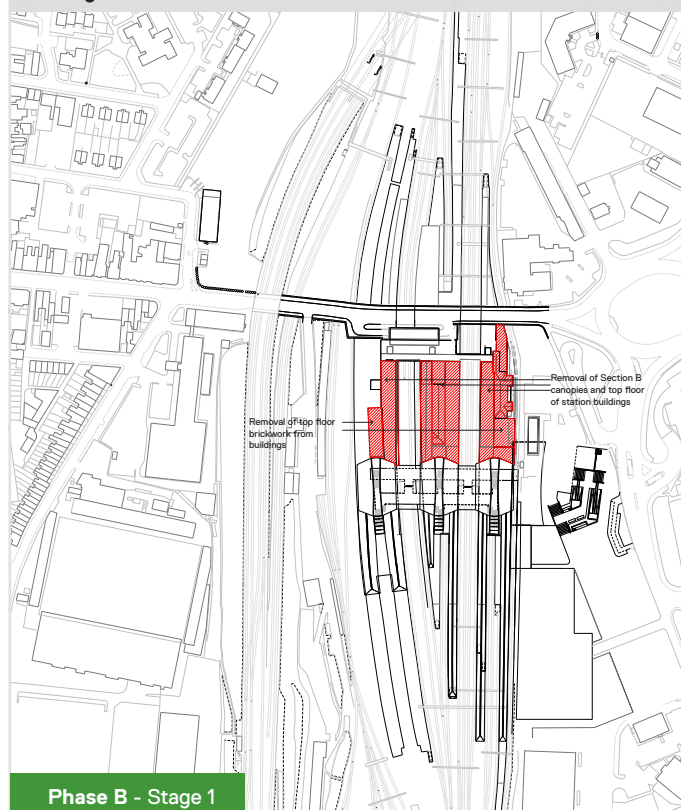 Removal of Section B
canopies and top floor
of station buildings
Removal of top floor
brickwork from
buildings
Phase B - Stage 1